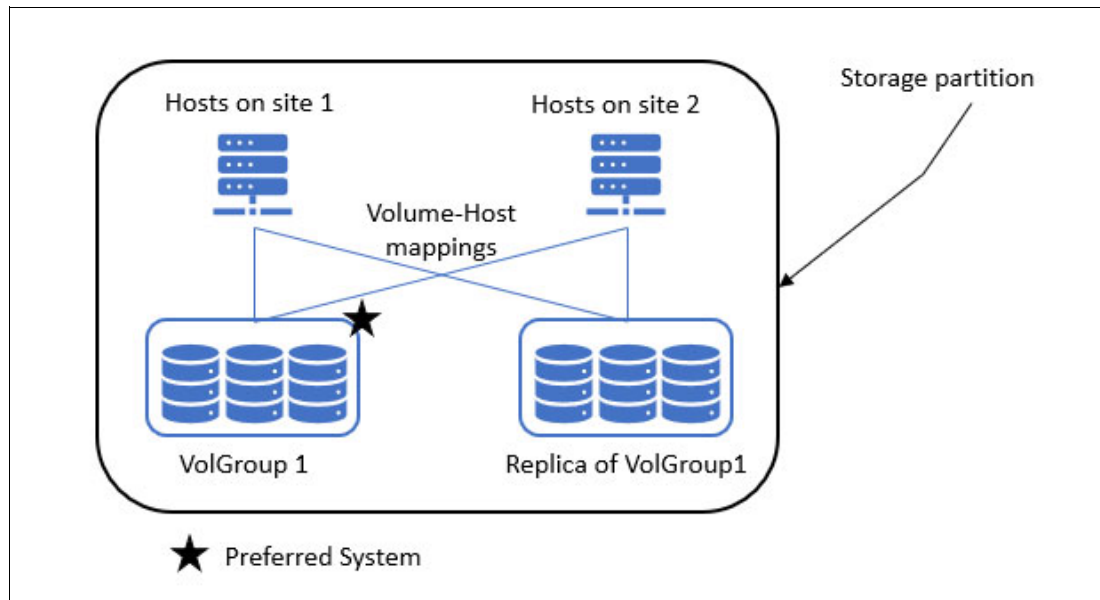 Storage partition
Hosts on site 1
Hosts on site 2
Volume-Host
mappings
VolGroup 1
Replica of VolGroup1
Preferred System